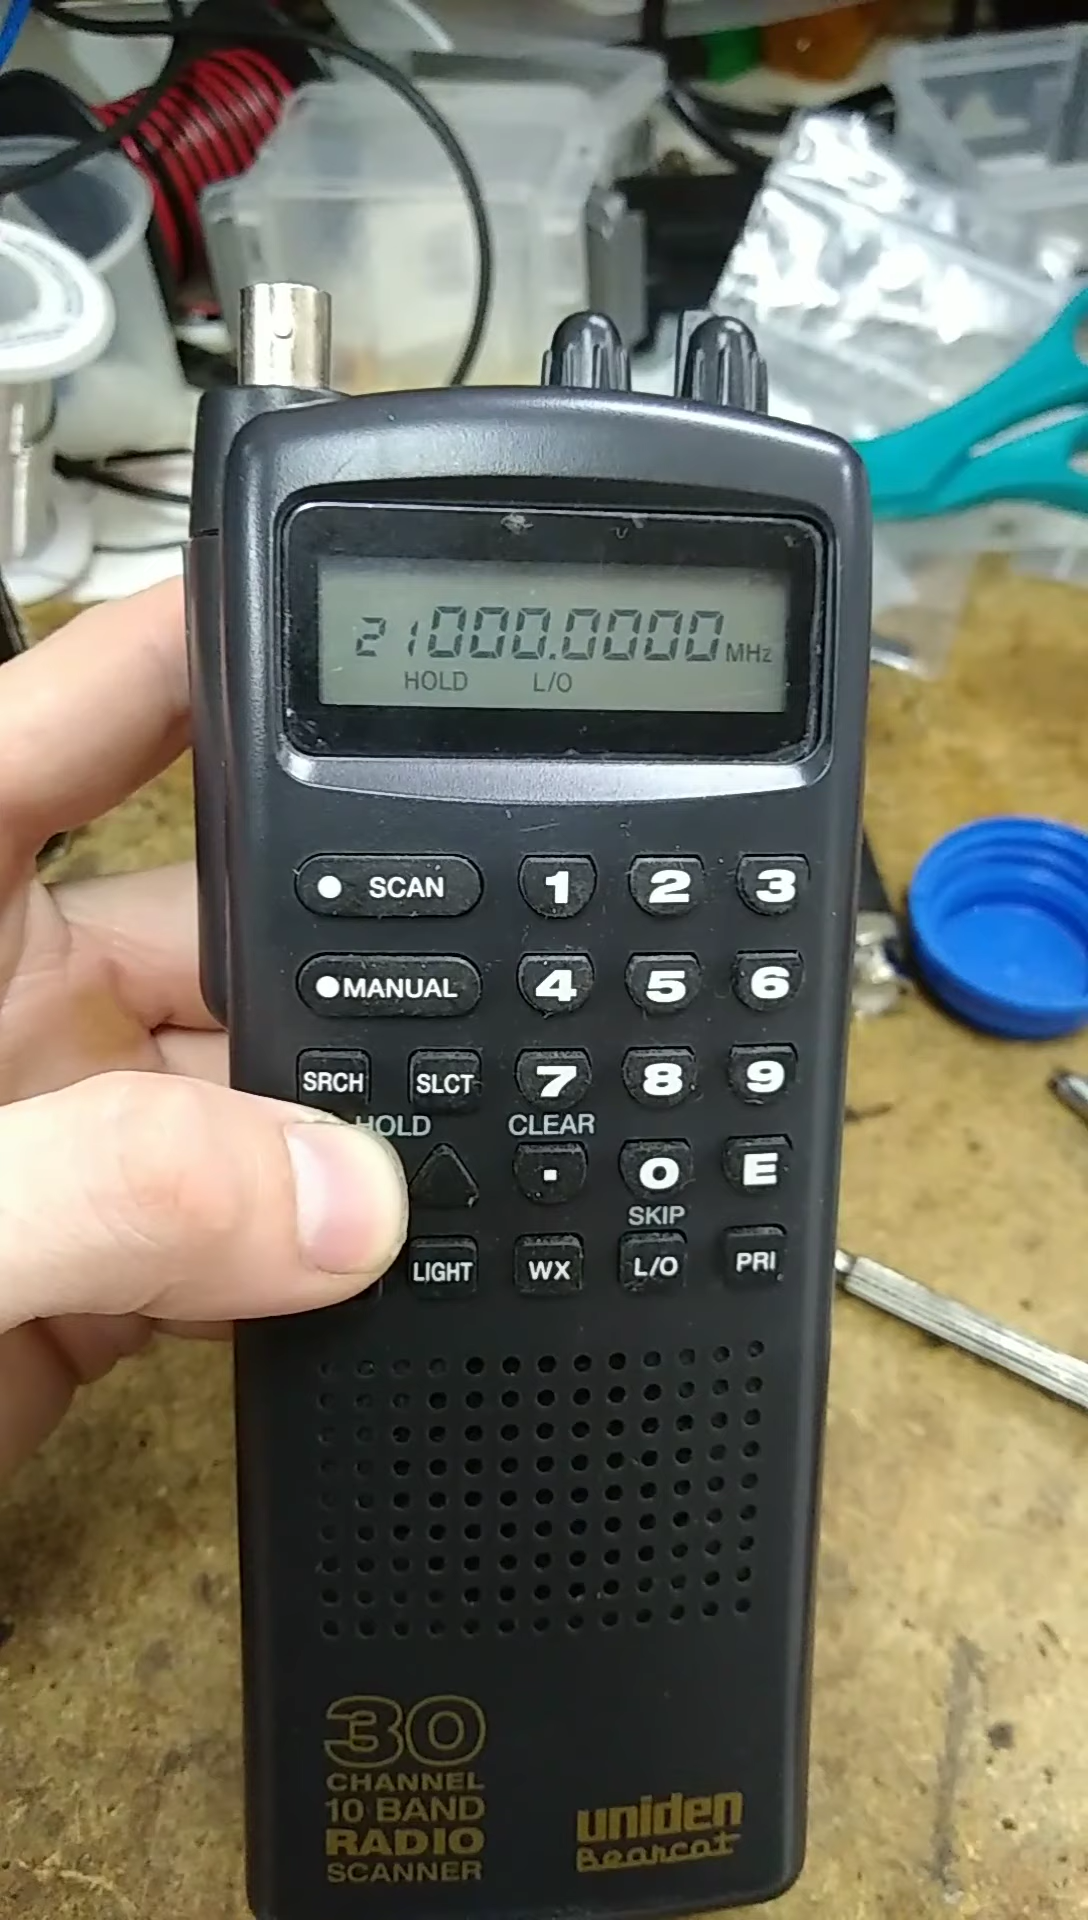 21000.0000 MHz
HOLD L/O
SCAN 1 2 3
MANUAL 4 5 6
SRCH SLCT 7 8 9
HOLD CLEAR
. 0 E
SKIP
LIGHT WX L/O PRI
30
CHANNEL
10 BAND
RADIO
SCANNER
uniden
Bearcat